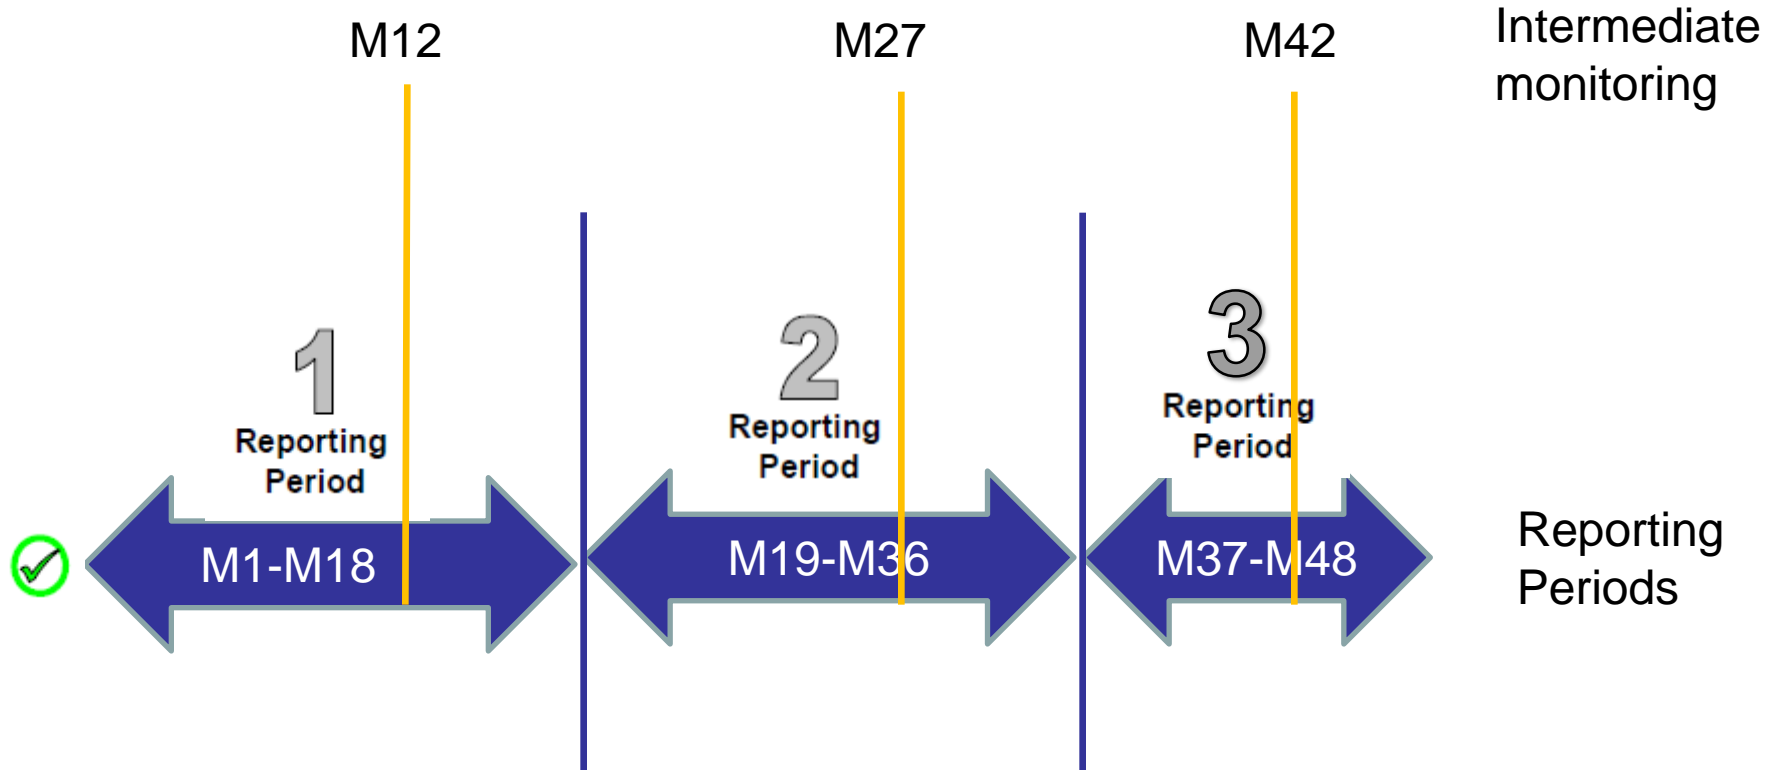 M12
M27
M42
Intermediate
monitoring
1
Reporting
Period
2
Reporting
Period
3
Reporting
Period
M1-M18
M19-M36
M37-M48
Reporting
Periods